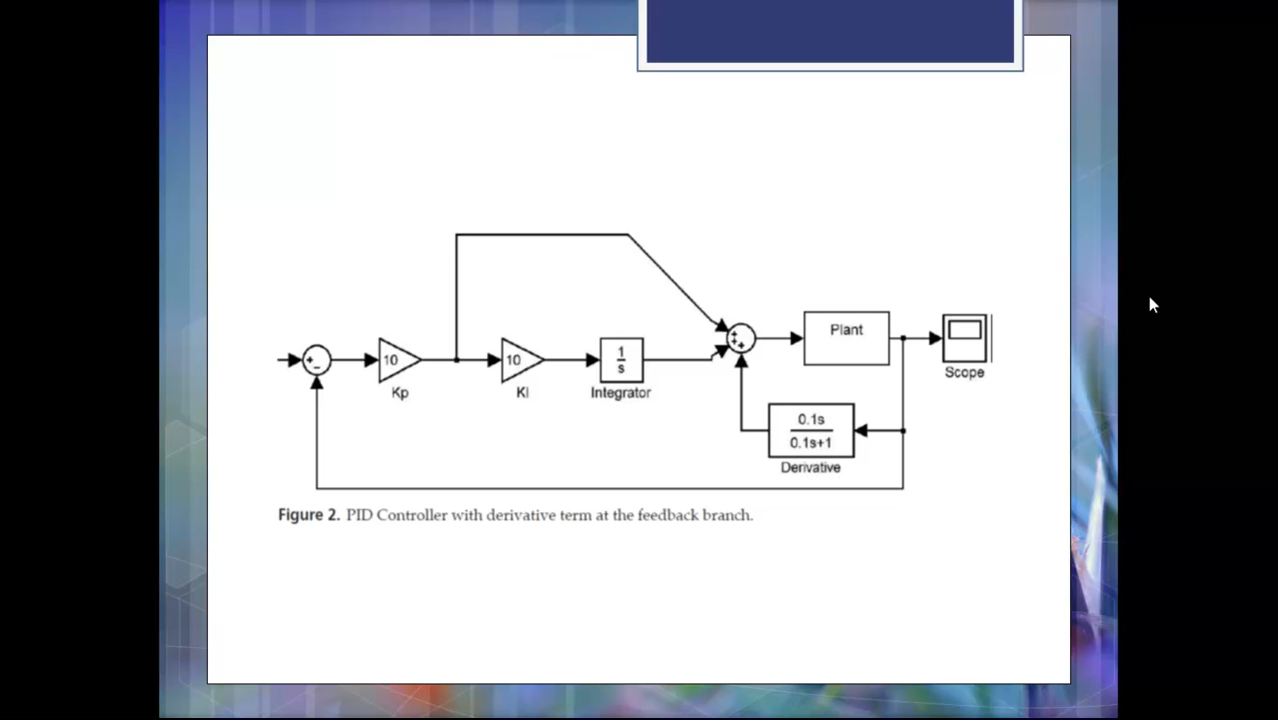 10
Kp
10
KI
1
s
Integrator
+
−
+
+
+
Plant
Scope
0.1s
0.1s+1
Derivative
Figure 2. PID Controller with derivative term at the feedback branch.